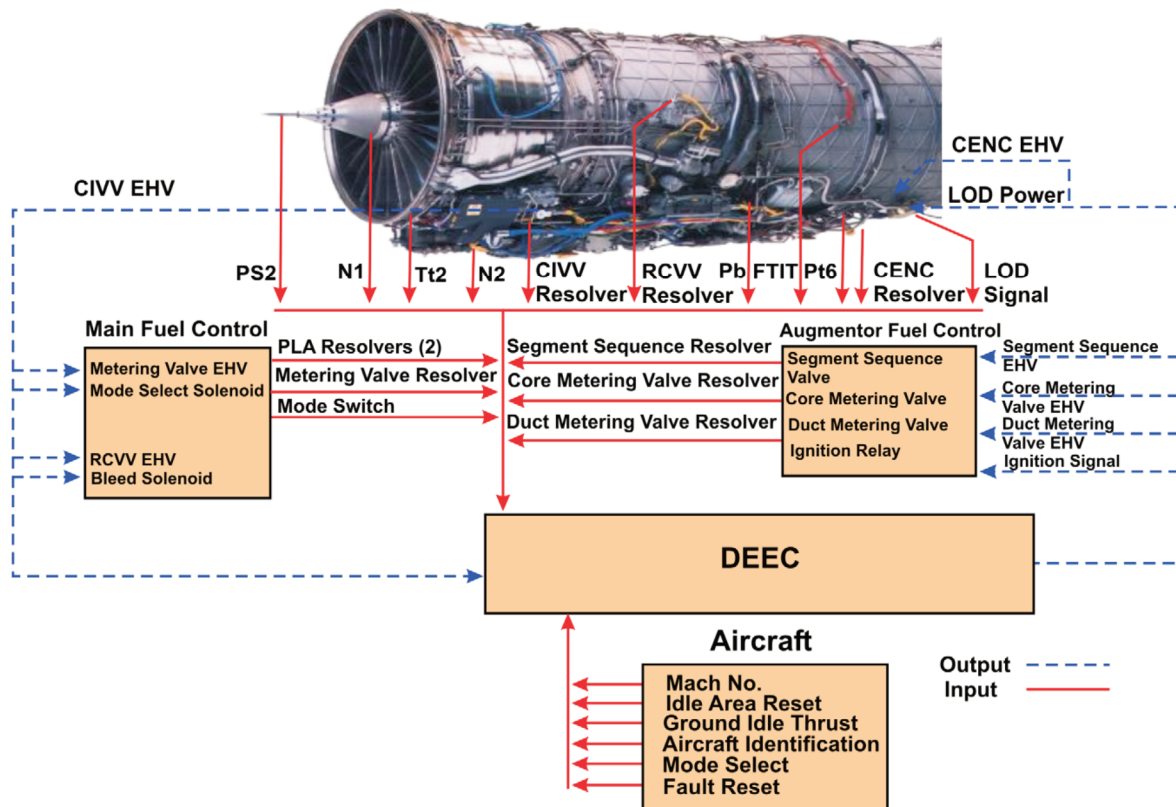 CENC EHV
CIVV EHV
LOD Power
PS2
N1
Tt2
N2
CIVV
Resolver
RCVV
Resolver
Pb
FTIT
Pt6
CENC
Resolver
LOD
Signal
Main Fuel Control
Metering Valve EHV
Mode Select Solenoid
RCVV EHV
Bleed Solenoid
PLA Resolvers (2)
Metering Valve Resolver
Mode Switch
Segment Sequence Resolver
Core Metering Valve Resolver
Duct Metering Valve Resolver
Augmentor Fuel Control
Segment Sequence
Valve
Core Metering Valve
Duct Metering Valve
Ignition Relay
Segment Sequence
EHV
Core Metering
Valve EHV
Duct Metering
Valve EHV
Ignition Signal
DEEC
Aircraft
Mach No.
Idle Area Reset
Ground Idle Thrust
Aircraft Identification
Mode Select
Fault Reset
Output
Input